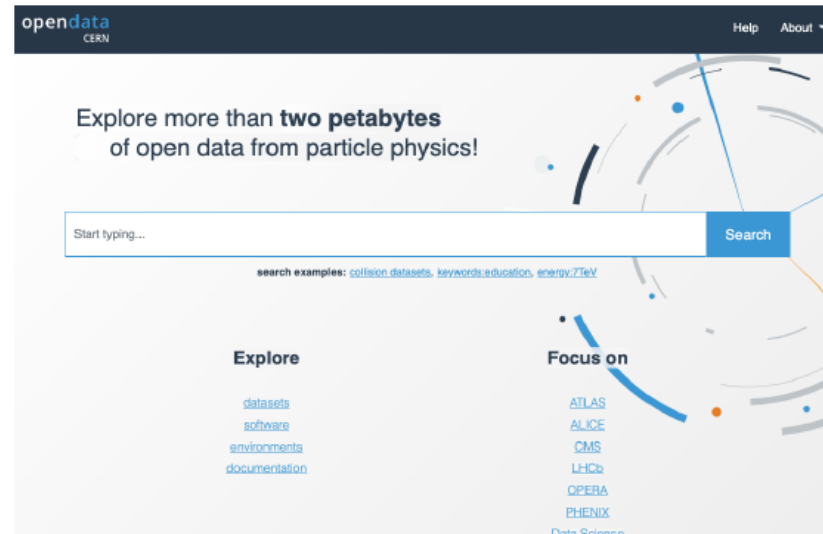 opendata
CERN
Help About
Explore more than two petabytes
of open data from particle physics!
Start typing...
Search
search examples: collision datasets, keywords:education, energy:7TeV
Explore
datasets
software
environments
documentation
Focus on
ATLAS
ALICE
CMS
LHCb
OPERA
PHENIX
Data Science